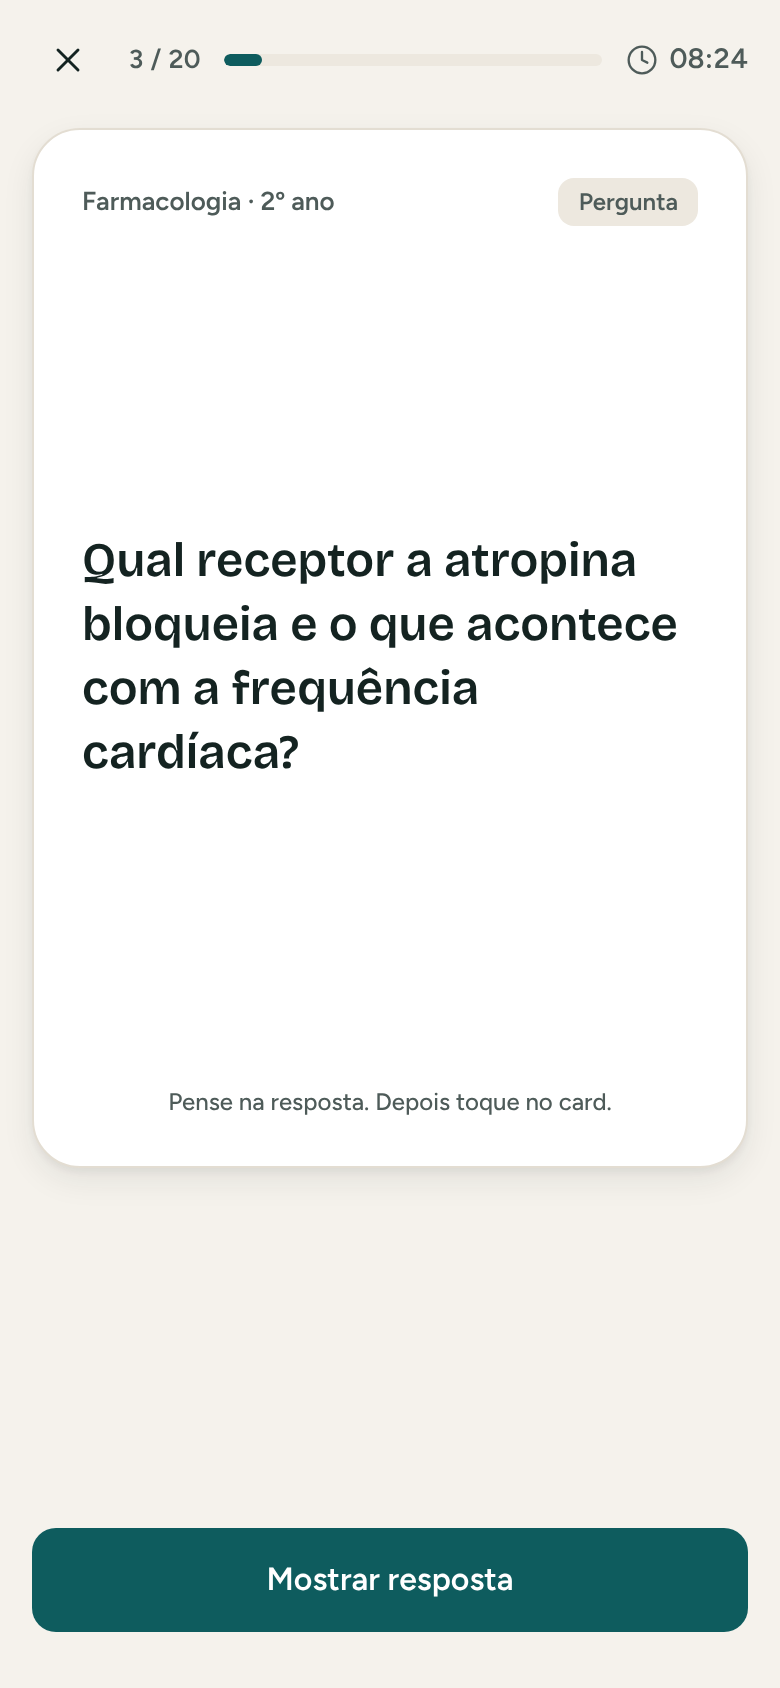 3 / 20
08:24
Farmacologia · 2º ano
Pergunta
Qual receptor a atropina
bloqueia e o que acontece
com a frequência
cardíaca?
Pense na resposta. Depois toque no card.
Mostrar resposta